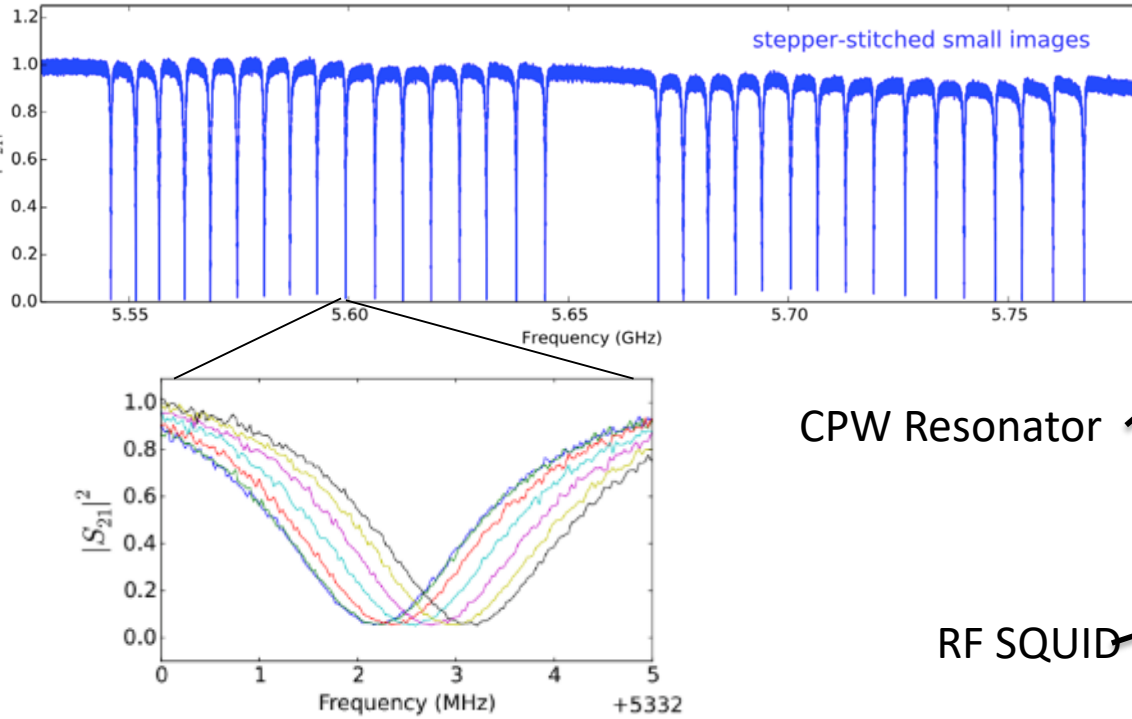 1.2
1.0
0.8
0.6
0.4
0.2
0.0
stepper-stitched small images
5.55 5.60 5.65 5.70 5.75
Frequency (GHz)
1.0
0.8
0.6
0.4
0.2
0.0
|S₂₁|²
0 1 2 3 4 5
Frequency (MHz) +5332
CPW Resonator
RF SQUID